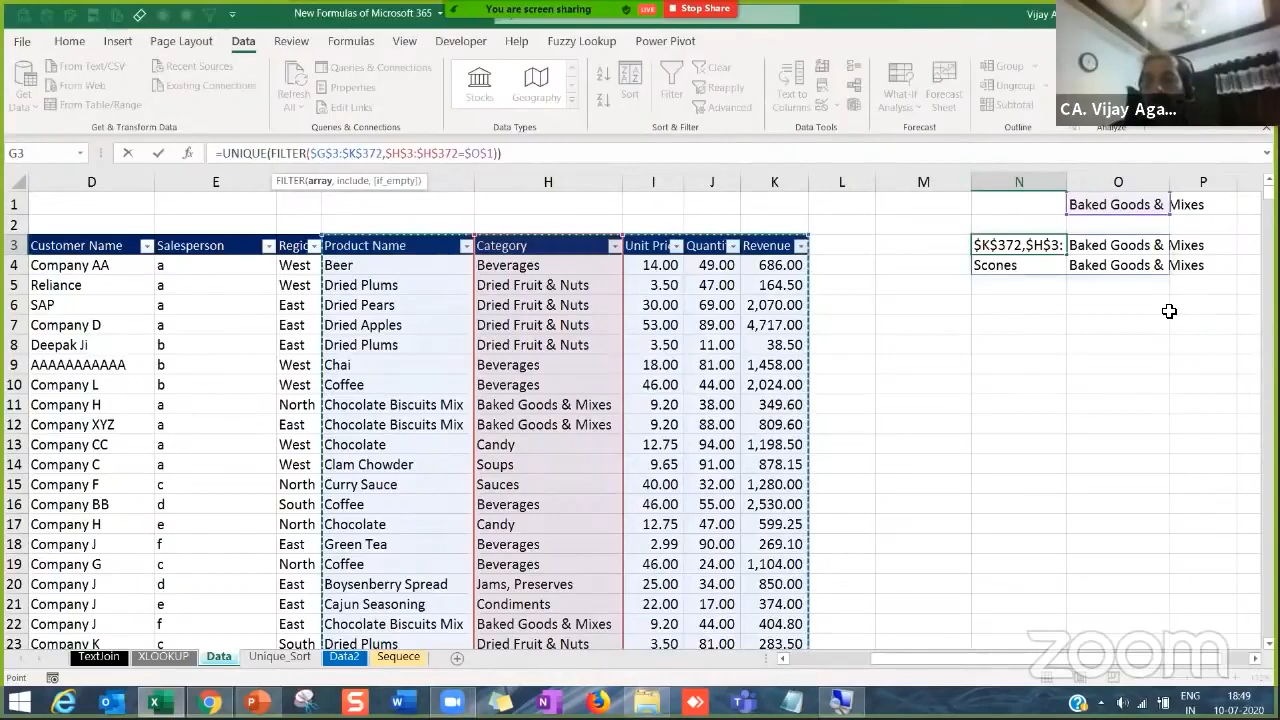 New Formulas of Microsoft 365
You are screen sharing
LIVE
Stop Share
File Home Insert Page Layout Data Review Formulas View Developer Help Fuzzy Lookup Power Pivot
Get Data
From Text/CSV
From Web
From Table/Range
Recent Sources
Existing Connections
Get & Transform Data
Refresh All
Queries & Connections
Properties
Edit Links
Queries & Connections
Stocks
Geography
Data Types
Sort
Filter
Clear
Reapply
Advanced
Sort & Filter
Text to Columns
Data Tools
What-If Analysis
Forecast Sheet
Forecast
Group
Ungroup
Subtotal
Outline
CA. Vijay Aga...
G3 =UNIQUE(FILTER($G$3:$K$372,$H$3:$H$372=$O$1))
FILTER(array, include, [if_empty])
D E H I J K L M N O P
1 Baked Goods & Mixes
2
3 Customer Name Salesperson Product Name Category Revenue $K$372,$H$3: Baked Goods & Mixes
4 Company AA a West Beer Beverages 14.00 49.00 686.00 Scones Baked Goods & Mixes
5 Reliance a West Dried Plums Dried Fruit & Nuts 3.50 47.00 164.50
6 SAP a East Dried Pears Dried Fruit & Nuts 30.00 69.00 2,070.00
7 Company D a East Dried Apples Dried Fruit & Nuts 53.00 89.00 4,717.00
8 Deepak Ji b East Dried Plums Dried Fruit & Nuts 3.50 11.00 38.50
9 AAAAAAAAAAA b West Chai Beverages 18.00 81.00 1,458.00
10 Company L b West Coffee Beverages 46.00 44.00 2,024.00
11 Company H a North Chocolate Biscuits Mix Baked Goods & Mixes 9.20 38.00 349.60
12 Company XYZ a East Chocolate Biscuits Mix Baked Goods & Mixes 9.20 88.00 809.60
13 Company CC a West Chocolate Candy 12.75 94.00 1,198.50
14 Company C a West Clam Chowder Soups 9.65 91.00 878.15
15 Company F c North Curry Sauce Sauces 40.00 32.00 1,280.00
16 Company BB d South Coffee Beverages 46.00 55.00 2,530.00
17 Company H e North Chocolate Candy 12.75 47.00 599.25
18 Company J f East Green Tea Beverages 2.99 90.00 269.10
19 Company G c North Coffee Beverages 46.00 24.00 1,104.00
20 Company J d East Boysenberry Spread Jams, Preserves 25.00 34.00 850.00
21 Company J e East Cajun Seasoning Condiments 22.00 17.00 374.00
22 Company J f East Chocolate Biscuits Mix Baked Goods & Mixes 9.20 44.00 404.80
23 Company K c South Dried Plums Dried Fruit & Nuts 3.50 81.00 283.50
TextJoin XLOOKUP Data Unique_Sort Data2 Sequece
Point
zoom
ENG
IN
18:49
10-07-2020